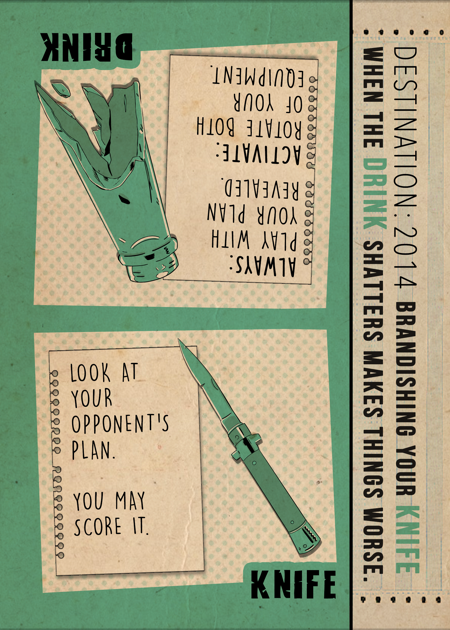 DRINK
ALWAYS:
PLAY WITH
YOUR PLAN
REVEALED.
ACTIVATE:
ROTATE BOTH
OF YOUR
EQUIPMENT.
LOOK AT
YOUR
OPPONENT'S
PLAN.
YOU MAY
SCORE IT.
KNIFE
DESTINATION: 2014 BRANDISHING YOUR KNIFE
WHEN THE DRINK SHATTERS MAKES THINGS WORSE.